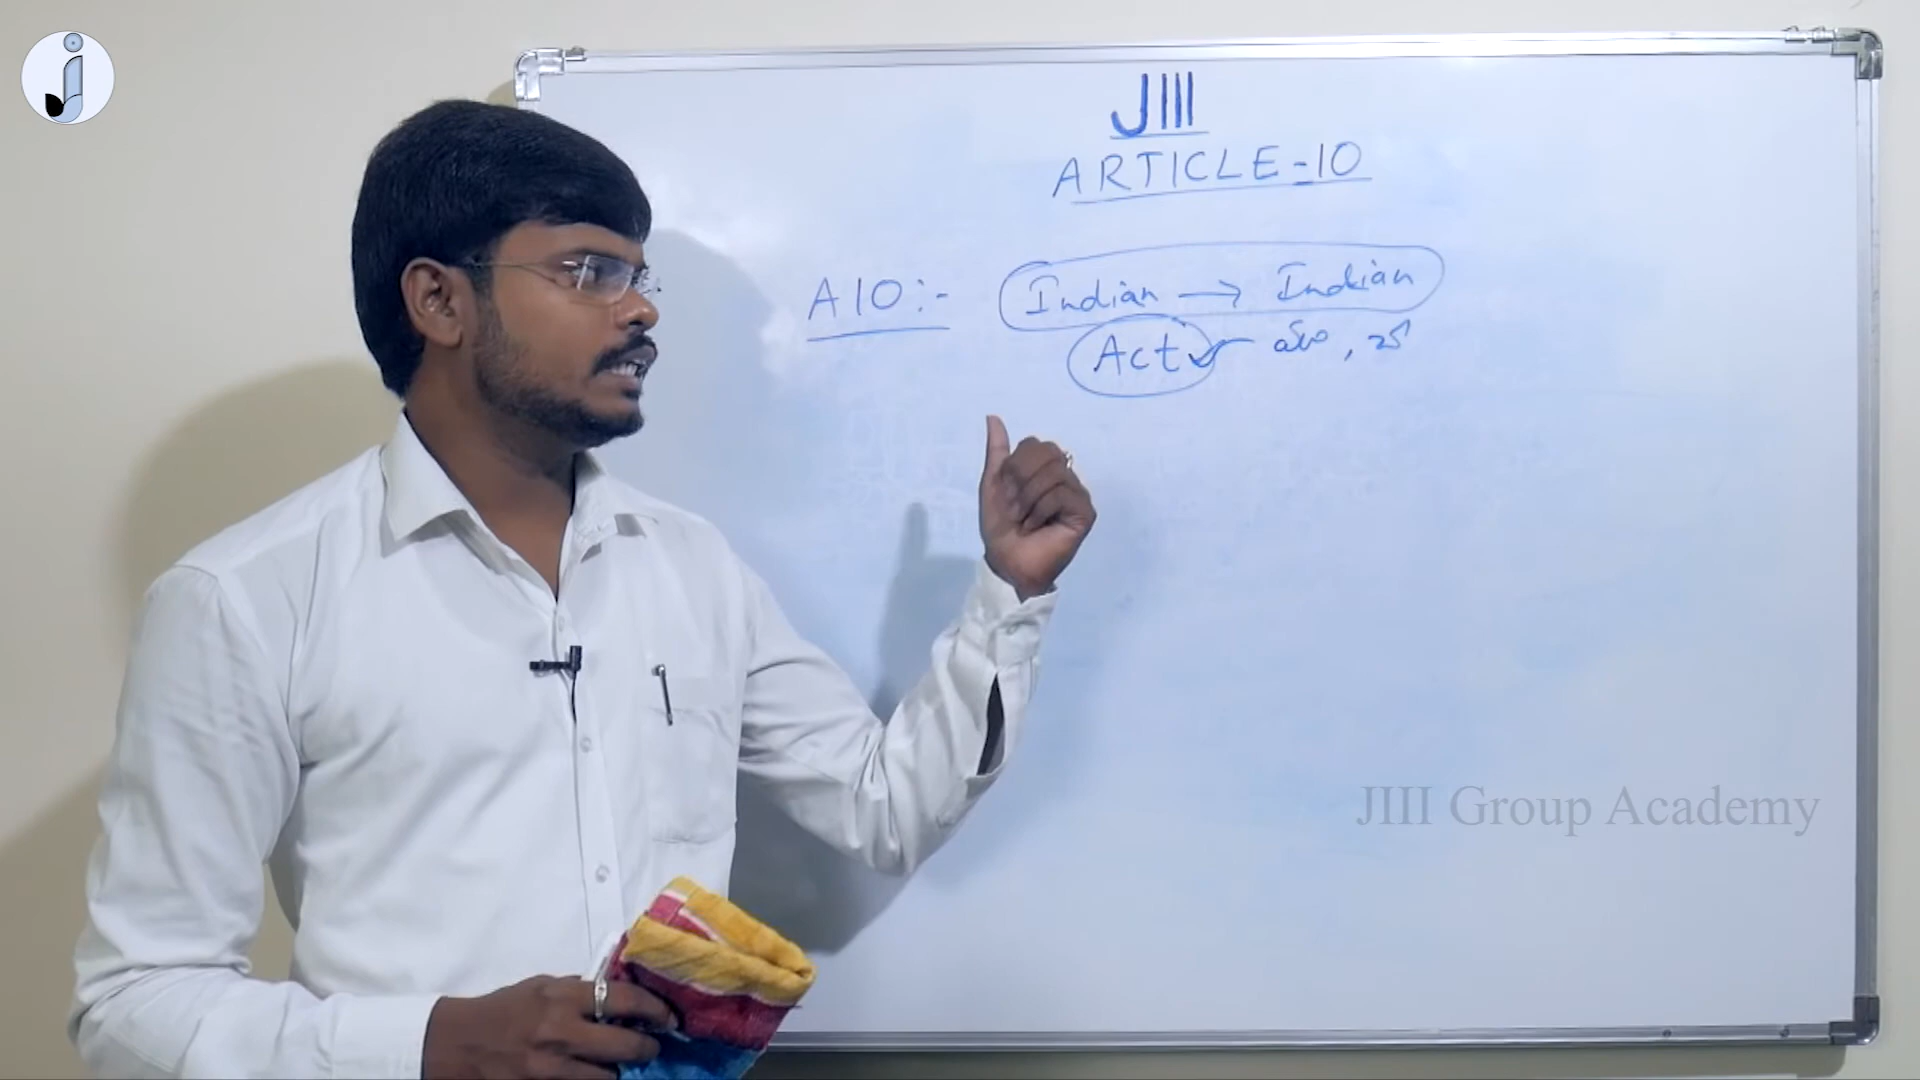 JIII
ARTICLE-10
A10:- Indian → Indian
Act
JIII Group Academy